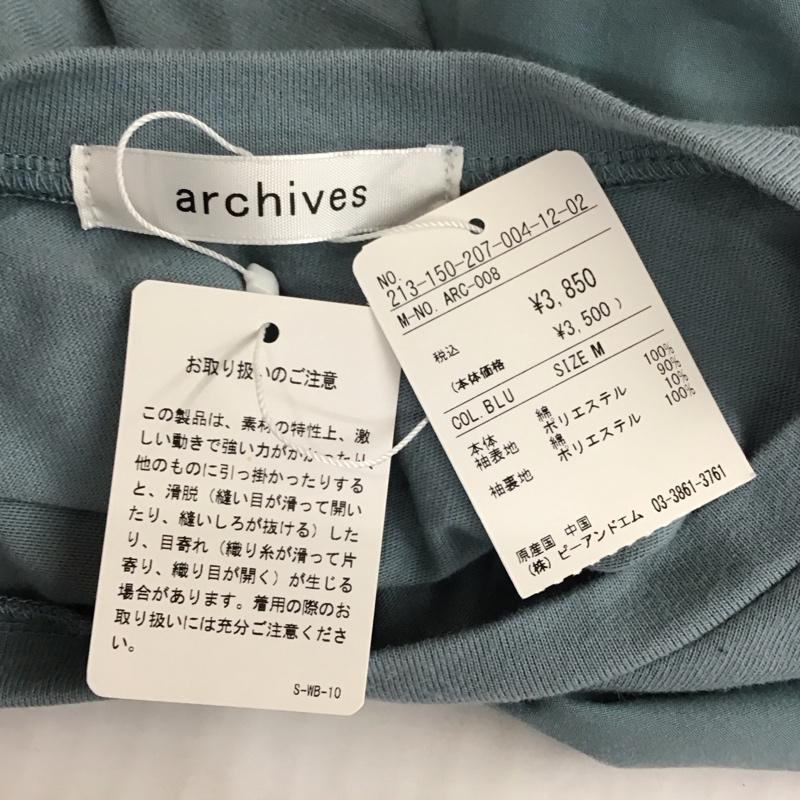 archives
お取り扱いのご注意
この製品は、素材の特性上、激
しい動きで強い力がかかったり
他のものに引っ掛かったりする
と、滑脱（縫い目が滑って開い
たり、縫いしろが抜ける）した
り、目寄れ（織り糸が滑って片
寄り、織り目が開く）が生じる
場合があります。着用の際のお
取り扱いには充分ご注意くださ
い。
S-WB-10
NO.
213-150-207-004-12-02
M-NO. ARC-008
税込 ¥3,850
(本体価格 ¥3,500 )
COL.BLU SIZE M
本体 綿 100%
袖表地 ポリエステル 90%
綿 10%
袖裏地 ポリエステル 100%
原産国 中国
(株) ビーアンドエム 03-3861-3761